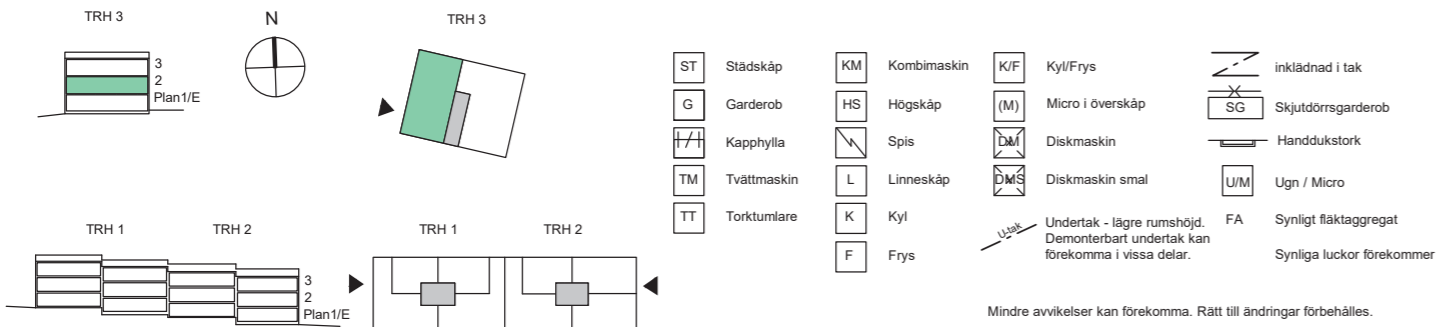 TRH 3
N
TRH 3
3
2
Plan1/E
ST Städskåp
G Garderob
Kapphylla
TM Tvättmaskin
TT Torktumlare
KM Kombimaskin
HS Högskåp
Spis
L Linneskåp
K Kyl
F Frys
K/F Kyl/Frys
(M) Micro i överskåp
DM Diskmaskin
DMS Diskmaskin smal
U-tak Undertak - lägre rumshöjd.
Demonterbart undertak kan
förekomma i vissa delar.
inklädnad i tak
SG Skjutdörrsgarderob
Handdukstork
U/M Ugn / Micro
FA Synligt fläktaggregat
Synliga luckor förekommer
TRH 1
TRH 2
3
2
Plan1/E
TRH 1
TRH 2
Mindre avvikelser kan förekomma. Rätt till ändringar förbehålles.